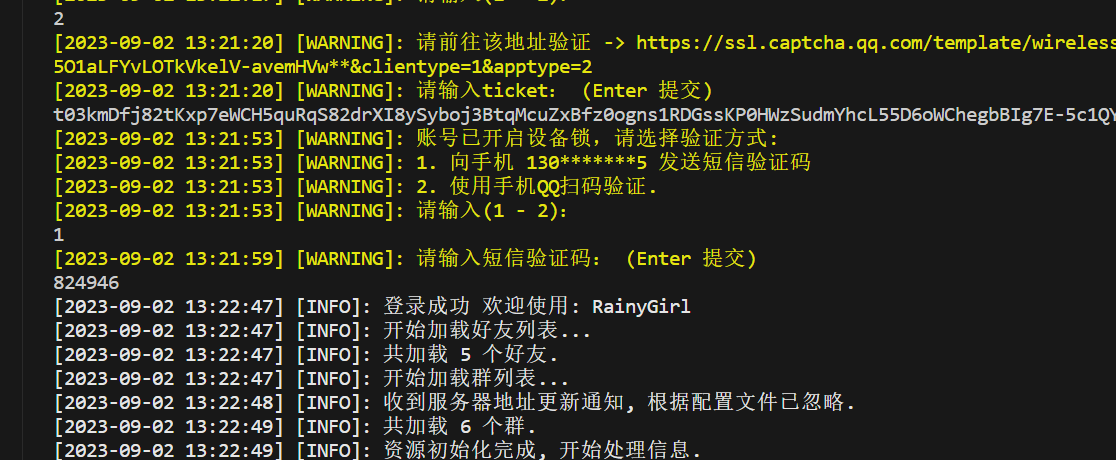 2
[2023-09-02 13:21:20] [WARNING]: 请前往该地址验证 -> https://ssl.captcha.qq.com/template/wireless
5O1aLFYvLOTkVkelV-avemHVw**&clientype=1&apptype=2
[2023-09-02 13:21:20] [WARNING]: 请输入ticket： (Enter 提交)
t03kmDfj82tKxp7eWCH5quRqS82drXI8ySyboj3BtqMcuZxBfz0ogns1RDGssKP0HWzSudmYhcL55D6oWChegbBIg7E-5c1QY
[2023-09-02 13:21:53] [WARNING]: 账号已开启设备锁，请选择验证方式:
[2023-09-02 13:21:53] [WARNING]: 1. 向手机 130*******5 发送短信验证码
[2023-09-02 13:21:53] [WARNING]: 2. 使用手机QQ扫码验证.
[2023-09-02 13:21:53] [WARNING]: 请输入(1 - 2)：
1
[2023-09-02 13:21:59] [WARNING]: 请输入短信验证码： (Enter 提交)
824946
[2023-09-02 13:22:47] [INFO]: 登录成功 欢迎使用: RainyGirl
[2023-09-02 13:22:47] [INFO]: 开始加载好友列表...
[2023-09-02 13:22:47] [INFO]: 共加载 5 个好友.
[2023-09-02 13:22:47] [INFO]: 开始加载群列表...
[2023-09-02 13:22:48] [INFO]: 收到服务器地址更新通知, 根据配置文件已忽略.
[2023-09-02 13:22:49] [INFO]: 共加载 6 个群.
[2023-09-02 13:22:49] [INFO]: 资源初始化完成, 开始处理信息.